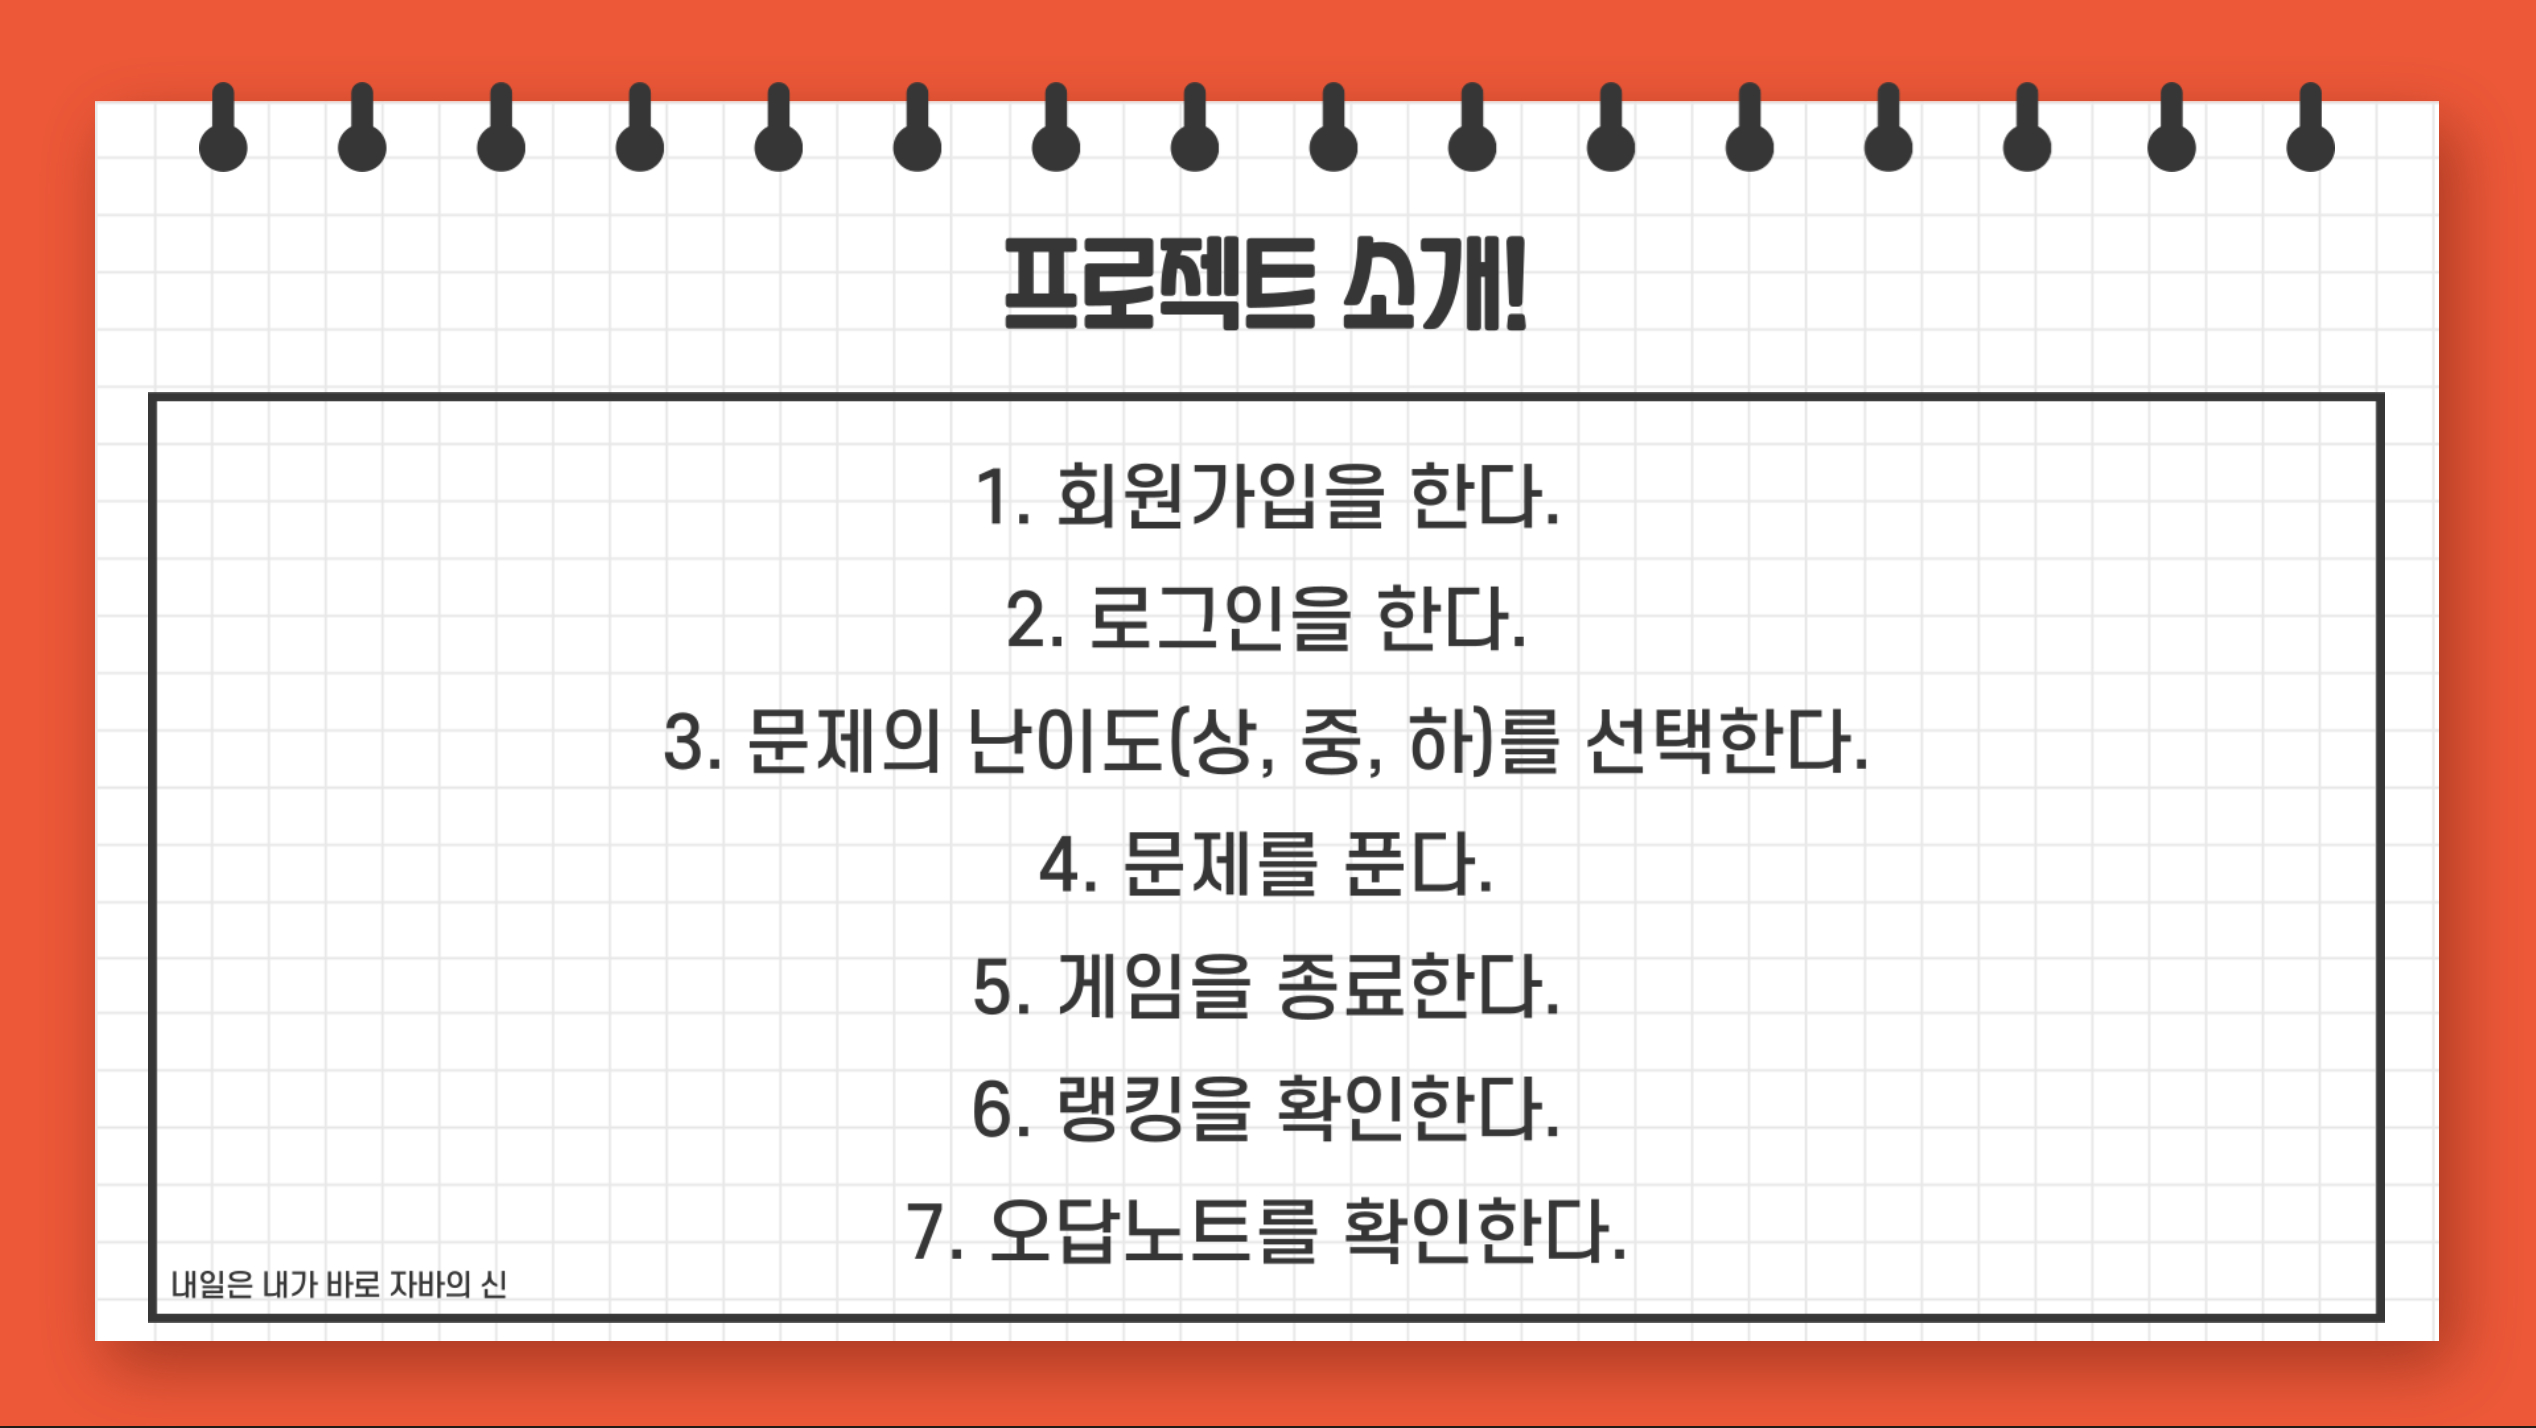 프로젝트 소개!
1. 회원가입을 한다.
2. 로그인을 한다.
3. 문제의 난이도(상, 중, 하)를 선택한다.
4. 문제를 푼다.
5. 게임을 종료한다.
6. 랭킹을 확인한다.
7. 오답노트를 확인한다.
내일은 내가 바로 자바의 신